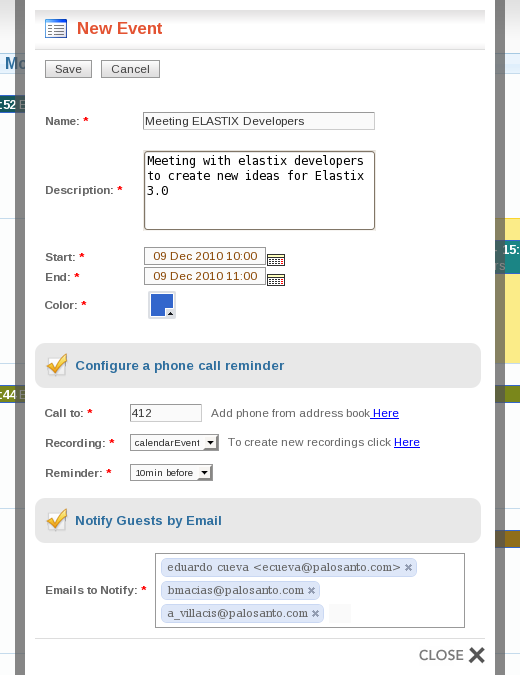 New Event
Save Cancel
Name: * Meeting ELASTIX Developers
Description: * Meeting with elastix developers
to create new ideas for Elastix
3.0
Start: * 09 Dec 2010 10:00
End: * 09 Dec 2010 11:00
Color: *
Configure a phone call reminder
Call to: * 412 Add phone from address book Here
Recording: * calendarEvent To create new recordings click Here
Reminder: * 10min before
Notify Guests by Email
Emails to Notify: * eduardo cueva <ecueva@palosanto.com> ×
bmacias@palosanto.com ×
a_villacis@palosanto.com ×
CLOSE
:52
:44
15: